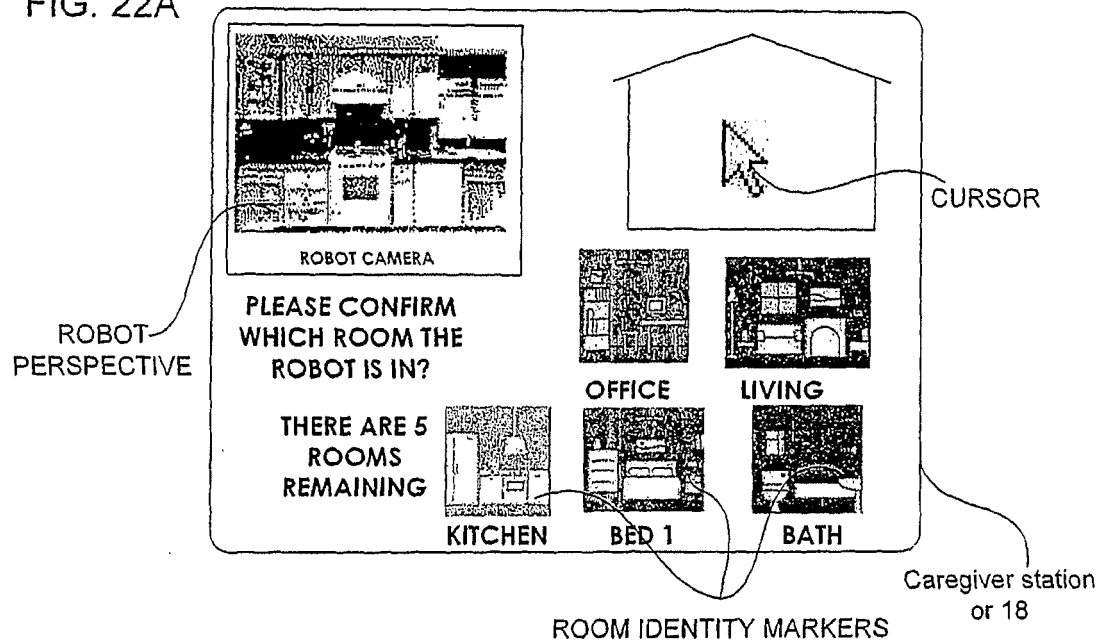 FIG. 22A
ROBOT CAMERA
CURSOR
ROBOT
PERSPECTIVE
PLEASE CONFIRM
WHICH ROOM THE
ROBOT IS IN?
OFFICE
LIVING
THERE ARE 5
ROOMS
REMAINING
KITCHEN
BED 1
BATH
Caregiver station
or 18
ROOM IDENTITY MARKERS